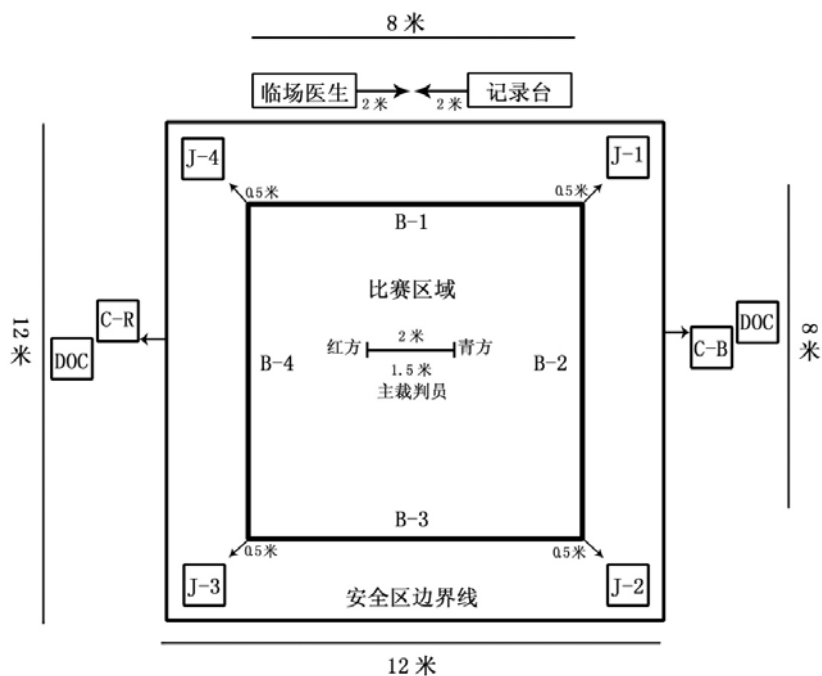 8 米
临场医生
2 米
2 米
记录台
J-4
J-1
0.5米
0.5米
B-1
比赛区域
12 米
C-R
DOC
DOC
C-B
8 米
红方
2 米
青方
B-4
B-2
1.5 米
主裁判员
B-3
0.5米
0.5米
J-3
安全区边界线
J-2
12 米